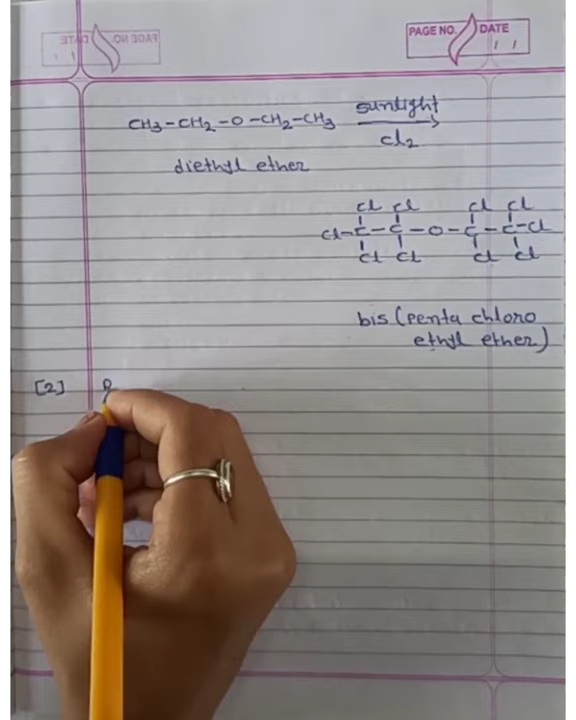 PAGE NO. DATE
/ /
CH3-CH2-O-CH2-CH3 sunlight
Cl2
diethyl ether
Cl Cl Cl Cl
Cl-C-C-O-C-C-Cl
Cl Cl Cl Cl
bis (penta chloro
ethyl ether)
[2]